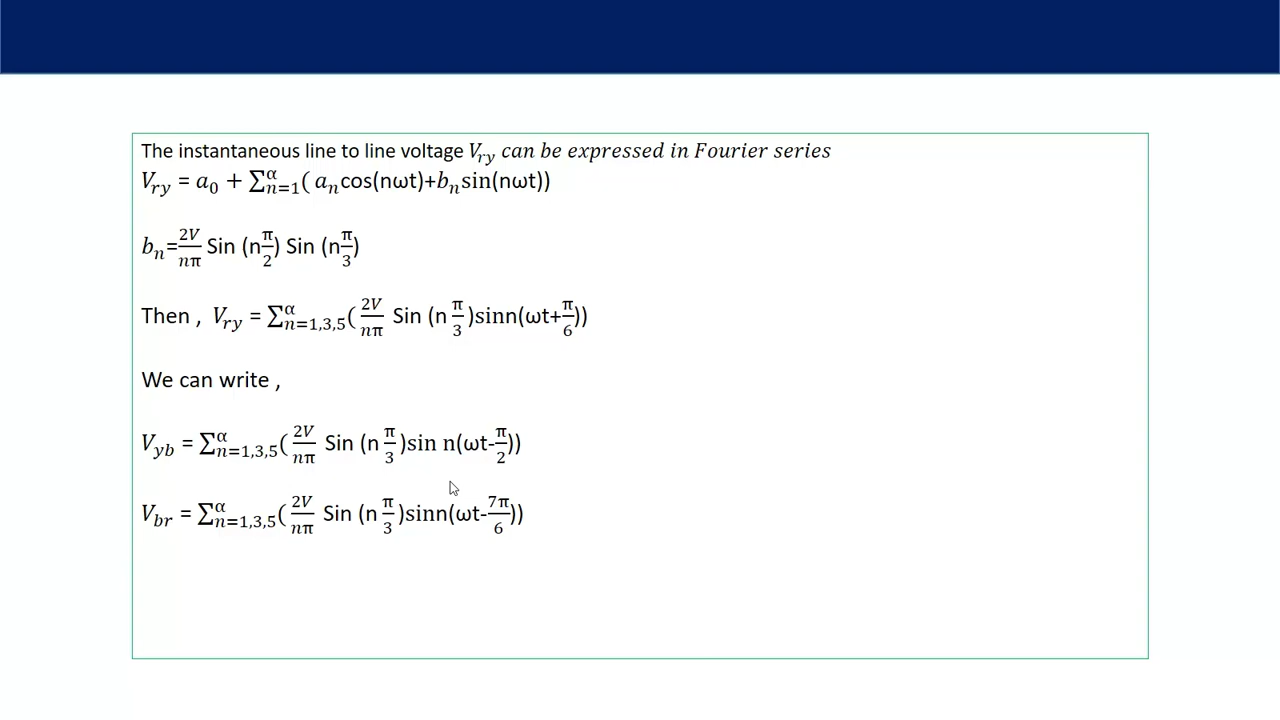 The instantaneous line to line voltage V_ry can be expressed in Fourier series
V_ry = a_0 + ∑_{n=1}^{α}( a_n cos(nωt)+b_n sin(nωt))
b_n=2V/nπ Sin (nπ/2) Sin (nπ/3)
Then , V_ry = ∑_{n=1,3,5}^{α}( 2V/nπ Sin (n π/3 )sinn(ωt+π/6))
We can write ,
V_yb = ∑_{n=1,3,5}^{α}( 2V/nπ Sin (n π/3 )sin n(ωt-π/2))
V_br = ∑_{n=1,3,5}^{α}( 2V/nπ Sin (n π/3 )sinn(ωt-7π/6))